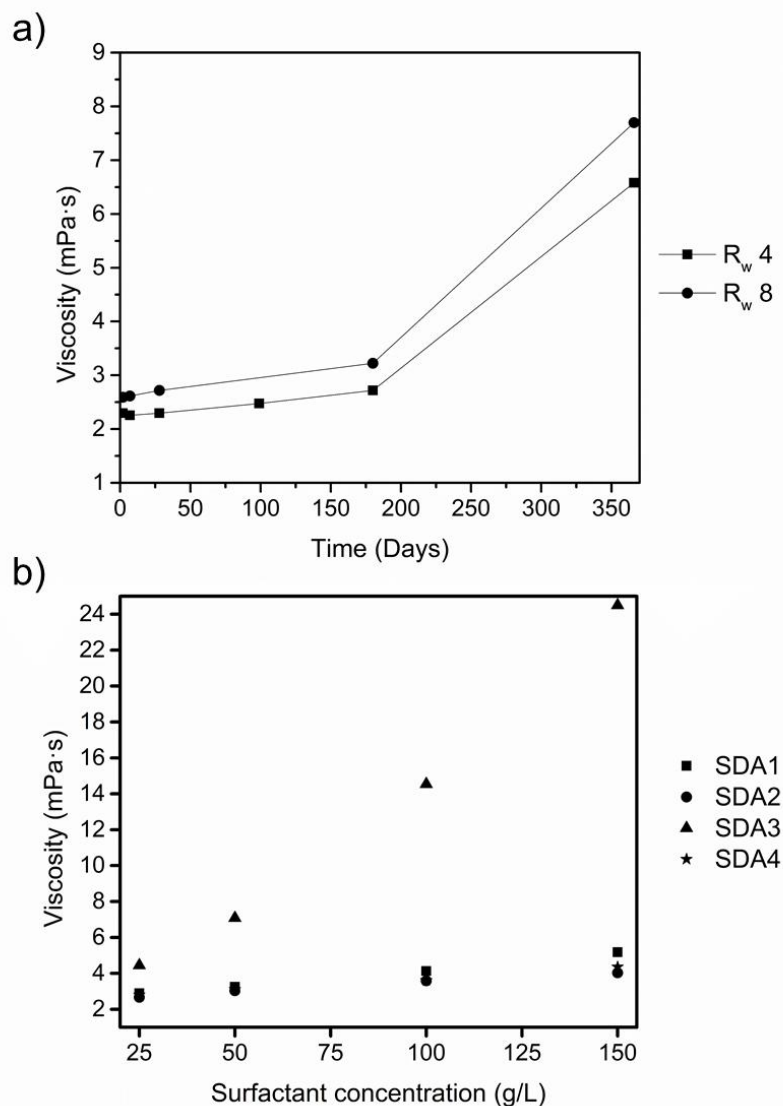 a)
9
8
7
6
5
4
3
2
1
Viscosity (mPa·s)
0 50 100 150 200 250 300 350
Time (Days)
R_w 4
R_w 8
b)
24
22
20
18
16
14
12
10
8
6
4
2
Viscosity (mPa·s)
25 50 75 100 125 150
Surfactant concentration (g/L)
SDA1
SDA2
SDA3
SDA4